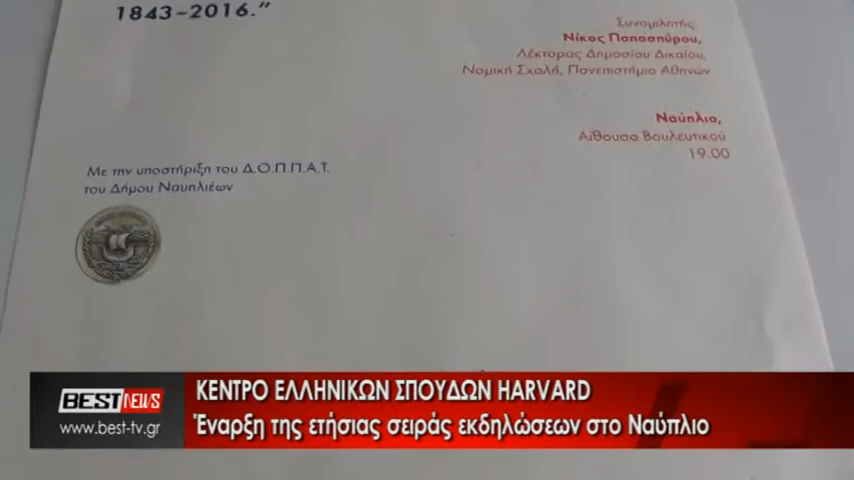 1843-2016."
Συνομιλητής:
Νίκος Παπασπύρου,
Λέκτορας Δημοσίου Δικαίου,
Νομική Σχολή, Πανεπιστήμιο Αθηνών
Ναύπλιο,
Αίθουσα Βουλευτικού
19.00
Με την υποστήριξη του Δ.Ο.Π.Π.Α.Τ.
του Δήμου Ναυπλιέων
BEST NEWS
www.best-tv.gr
ΚΕΝΤΡΟ ΕΛΛΗΝΙΚΩΝ ΣΠΟΥΔΩΝ HARVARD
Έναρξη της ετήσιας σειράς εκδηλώσεων στο Ναύπλιο